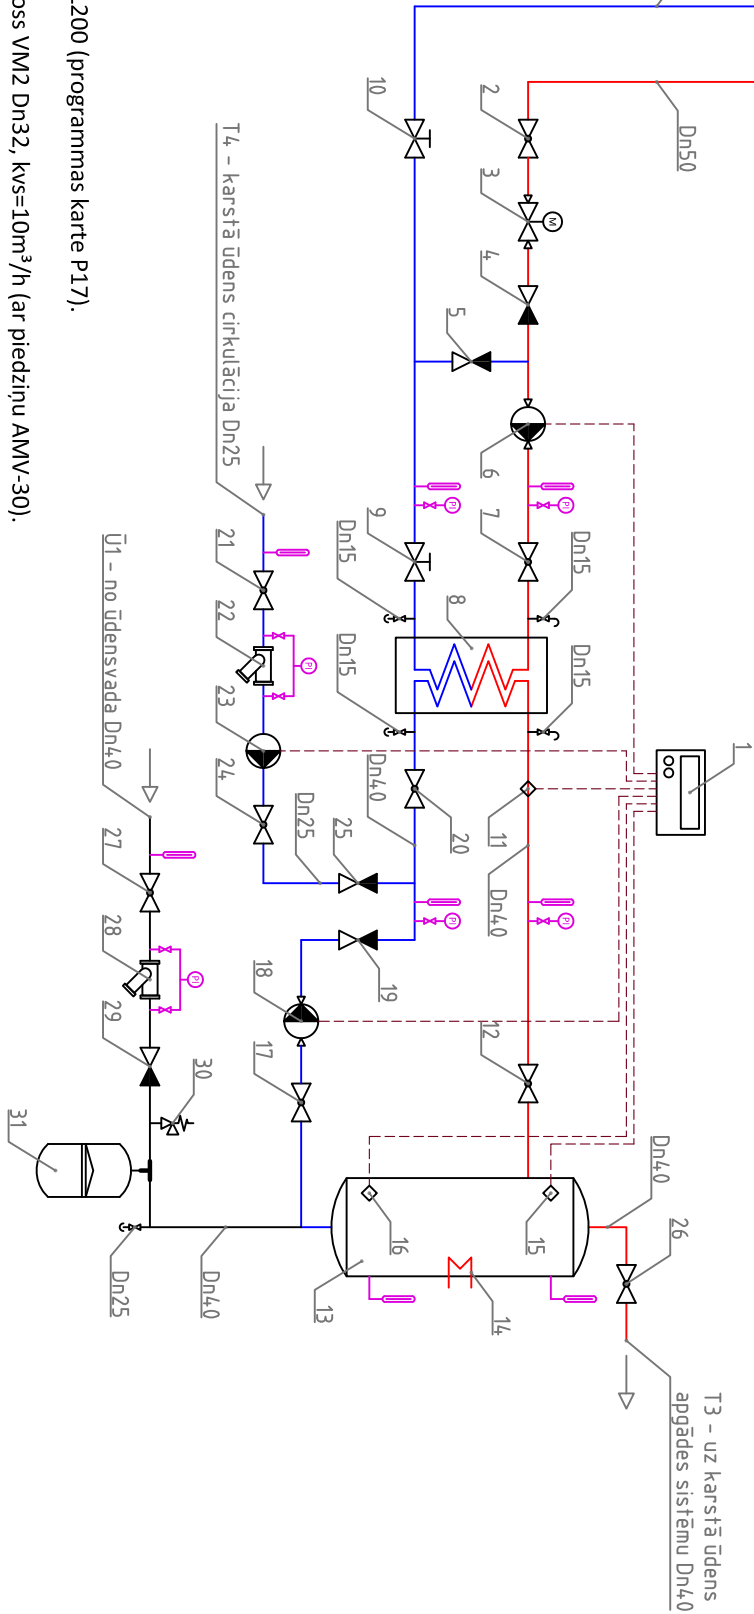 Dn50
2
10
3
M
4
5
6
7
9
PI
PI
Dn15
Dn15
8
Dn15
Dn15
1
T4 – karstā ūdens cirkulācija Dn25
21
22
PI
23
24
Dn25
25
Dn40
20
11
Dn40
PI
PI
19
18
17
12
Ū1 – no ūdensvada Dn40
27
28
PI
29
30
31
Dn25
Dn40
16
15
13
14
Dn40
26
T3 – uz karstā ūdens
apgādes sistēmu Dn40
200 (programmas karte P17).
oss VM2 Dn32, kvs=10m³/h (ar piedziņu AMV-30).